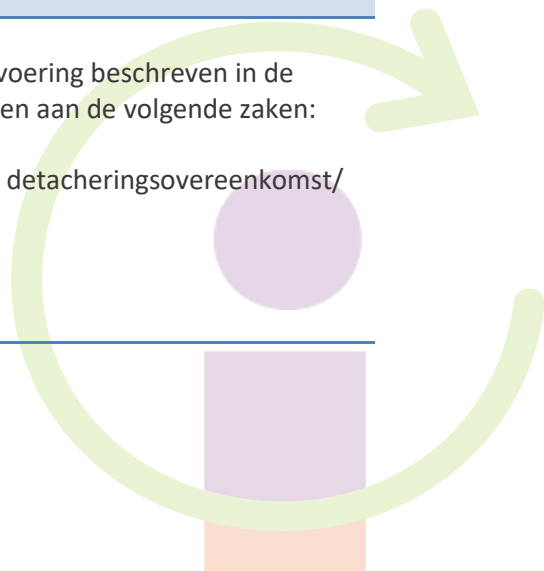 voering beschreven in de
en aan de volgende zaken:
detacheringsovereenkomst/